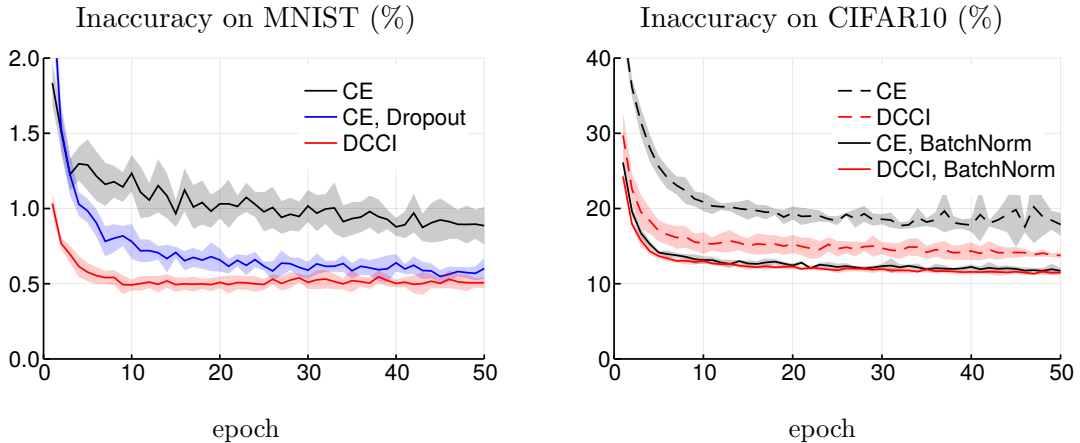 Inaccuracy on MNIST (%)
2.0
1.5
1.0
0.5
0.0
0
10
20
30
40
50
CE
CE, Dropout
DCCI
epoch
Inaccuracy on CIFAR10 (%)
40
30
20
10
0
0
10
20
30
40
50
CE
DCCI
CE, BatchNorm
DCCI, BatchNorm
epoch